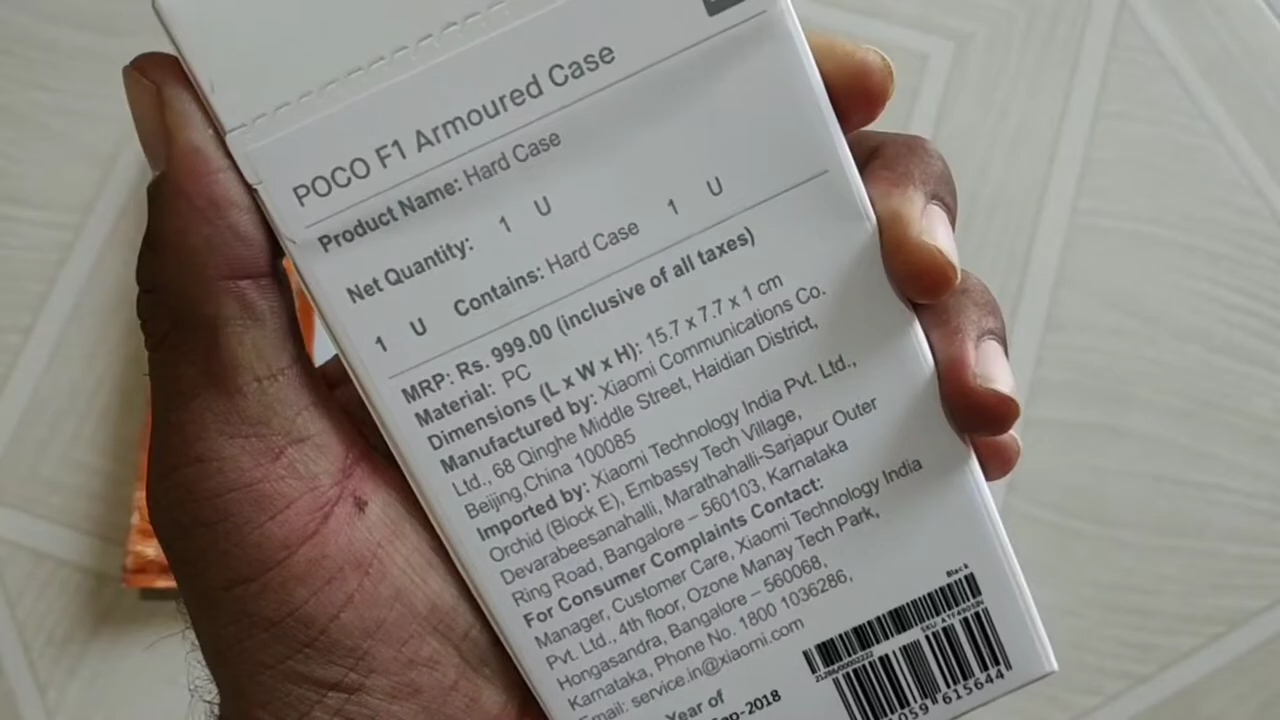 POCO F1 Armoured Case
Product Name: Hard Case
Net Quantity: 1 U
Contains: Hard Case 1 U
1 U
MRP: Rs. 999.00 (inclusive of all taxes)
Material: PC
Dimensions (L x W x H): 15.7 x 7.7 x 1 cm
Manufactured by: Xiaomi Communications Co.
Ltd., 68 Qinghe Middle Street, Haidian District,
Beijing,China 100085
Imported by: Xiaomi Technology India Pvt. Ltd.,
Orchid (Block E), Embassy Tech Village,
Devarabeesanahalli, Marathahalli-Sarjapur Outer
Ring Road, Bangalore – 560103, Karnataka
For Consumer Complaints Contact:
Manager, Customer Care, Xiaomi Technology India
Pvt. Ltd., 4th floor, Ozone Manay Tech Park,
Hongasandra, Bangalore – 560068,
Karnataka, Phone No. 1800 1036286,
Email: service.in@xiaomi.com
Year of
-2018
Black
21286/00002222
SKU:
615644